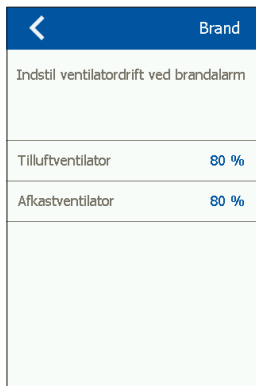 Brand
Indstil ventilatordrift ved brandalarm
Tilluftventilator 80 %
Afkastventilator 80 %